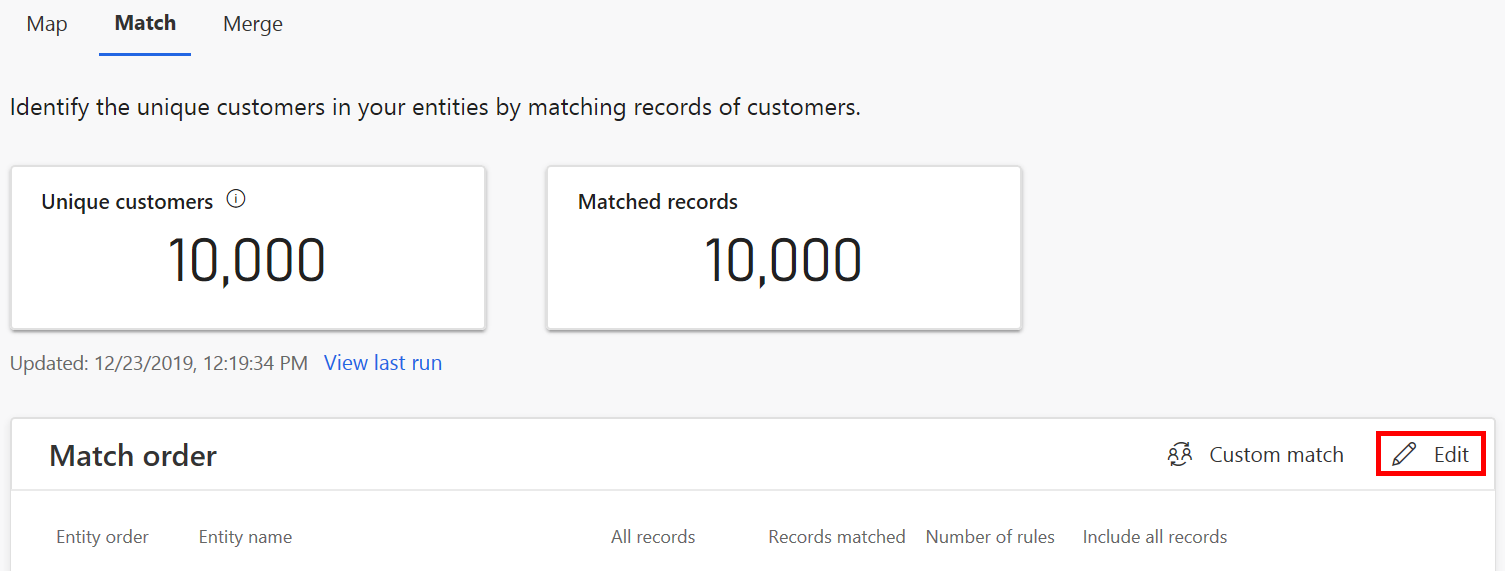 Map Match Merge
Identify the unique customers in your entities by matching records of customers.
Unique customers Matched records
10,000 10,000
Updated: 12/23/2019, 12:19:34 PM View last run
Match order Custom match Edit
Entity order Entity name All records Records matched Number of rules Include all records